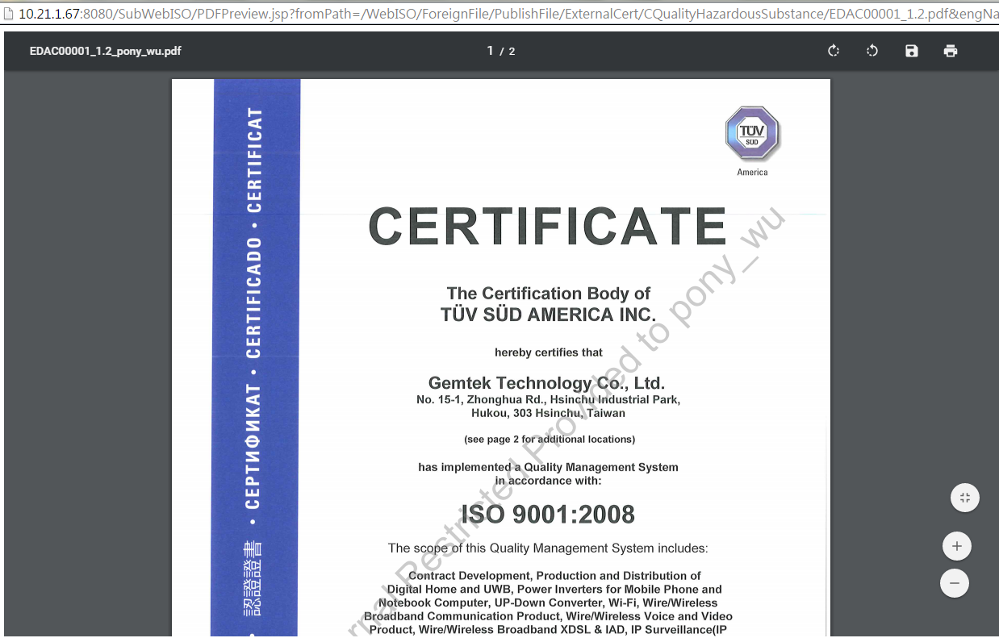 10.21.1.67:8080/SubWebISO/PDFPreview.jsp?fromPath=/WebISO/ForeignFile/PublishFile/ExternalCert/CQualityHazardousSubstance/EDAC00001_1.2.pdf&engNa
EDAC00001_1.2_pony_wu.pdf
1 / 2
TÜV
SÜD
America
CERTIFICATE
The Certification Body of
TÜV SÜD AMERICA INC.
hereby certifies that
Gemtek Technology Co., Ltd.
No. 15-1, Zhonghua Rd., Hsinchu Industrial Park,
Hukou, 303 Hsinchu, Taiwan
(see page 2 for additional locations)
has implemented a Quality Management System
in accordance with:
ISO 9001:2008
The scope of this Quality Management System includes:
Contract Development, Production and Distribution of
Digital Home and UWB, Power Inverters for Mobile Phone and
Notebook Computer, UP-Down Converter, Wi-Fi, Wire/Wireless
Broadband Communication Product, Wire/Wireless Voice and Video
Product, Wire/Wireless Broadband XDSL & IAD, IP Surveillance(IP
• 認證證書 • СЕРТИФИКАТ • CERTIFICADO • CERTIFICAT
rnal Restricted Provided to pony_wu